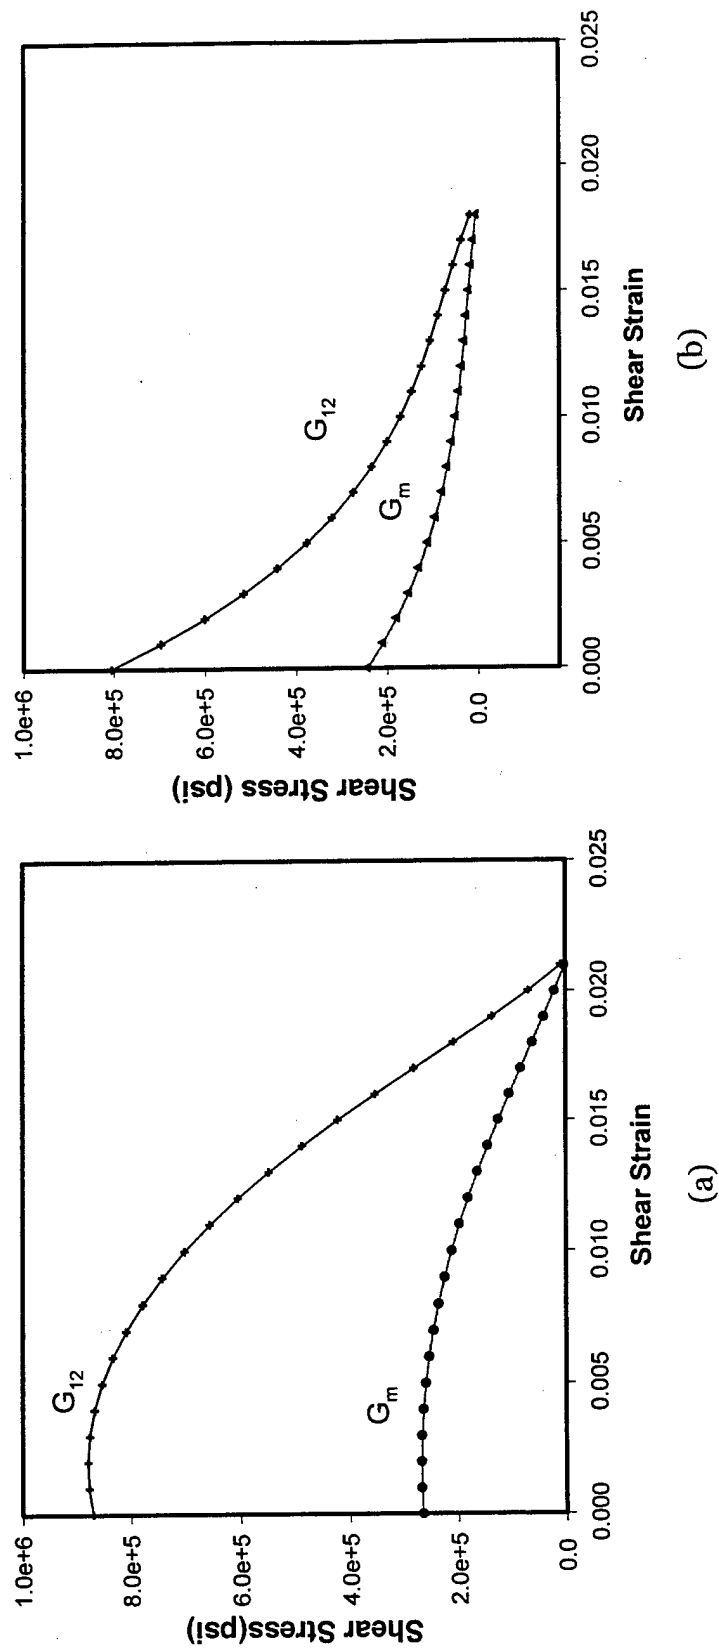 1.0e+6
8.0e+5
6.0e+5
4.0e+5
2.0e+5
0.0
Shear Stress(psi)
G12
Gm
0.000
0.005
0.010
0.015
0.020
0.025
Shear Strain
(a)
1.0e+6
8.0e+5
6.0e+5
4.0e+5
2.0e+5
0.0
Shear Stress (psi)
G12
Gm
0.000
0.005
0.010
0.015
0.020
0.025
Shear Strain
(b)